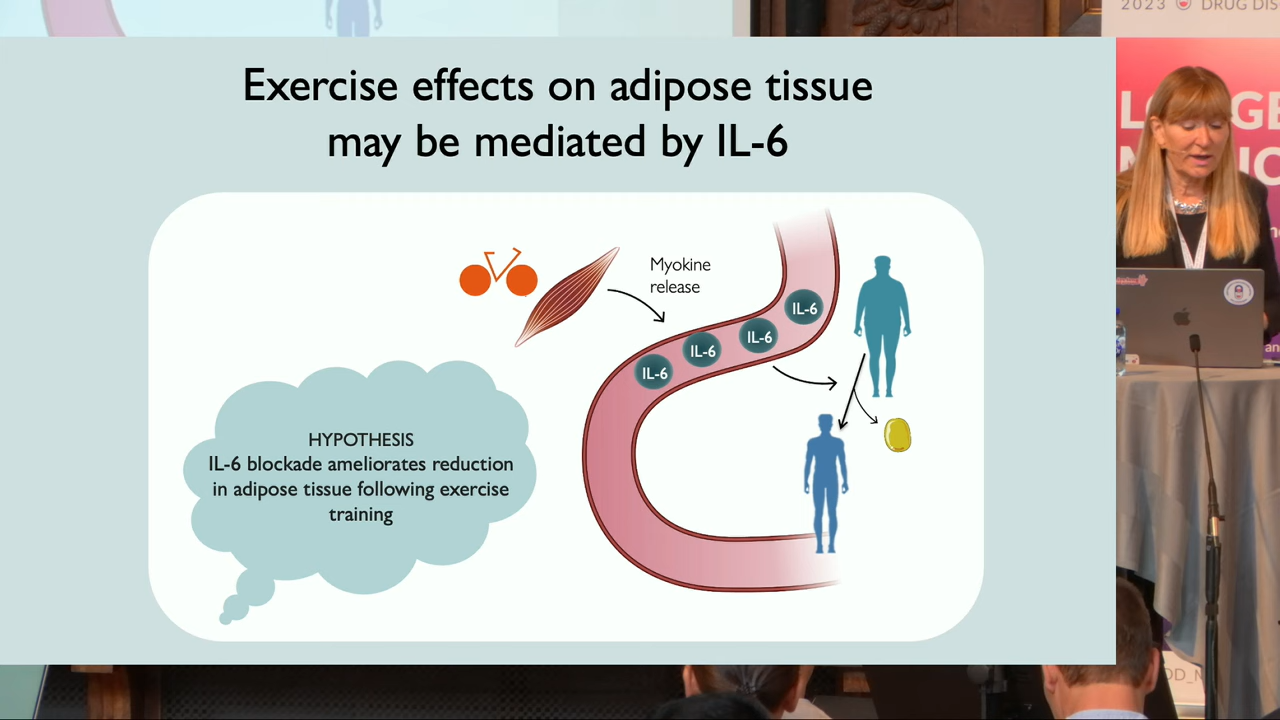 2023 DRUG DIS
Exercise effects on adipose tissue
may be mediated by IL-6
Myokine
release
IL-6
IL-6
IL-6
IL-6
HYPOTHESIS
IL-6 blockade ameliorates reduction
in adipose tissue following exercise
training